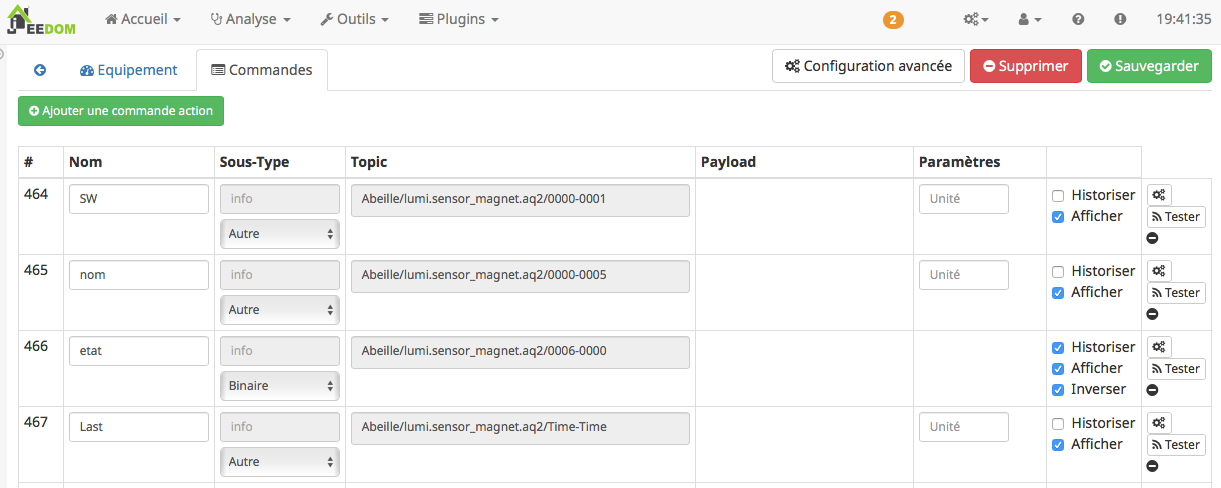 JEEDOM
Accueil Analyse Outils Plugins 2 19:41:35
Equipement Commandes Configuration avancée Supprimer Sauvegarder
Ajouter une commande action
# Nom Sous-Type Topic Payload Paramètres
464 SW info Abeille/lumi.sensor_magnet.aq2/0000-0001 Unité Historiser
Autre Afficher Tester
465 nom info Abeille/lumi.sensor_magnet.aq2/0000-0005 Unité Historiser
Autre Afficher Tester
466 etat info Abeille/lumi.sensor_magnet.aq2/0006-0000 Historiser
Binaire Afficher Tester
Inverser
467 Last info Abeille/lumi.sensor_magnet.aq2/Time-Time Unité Historiser
Autre Afficher Tester